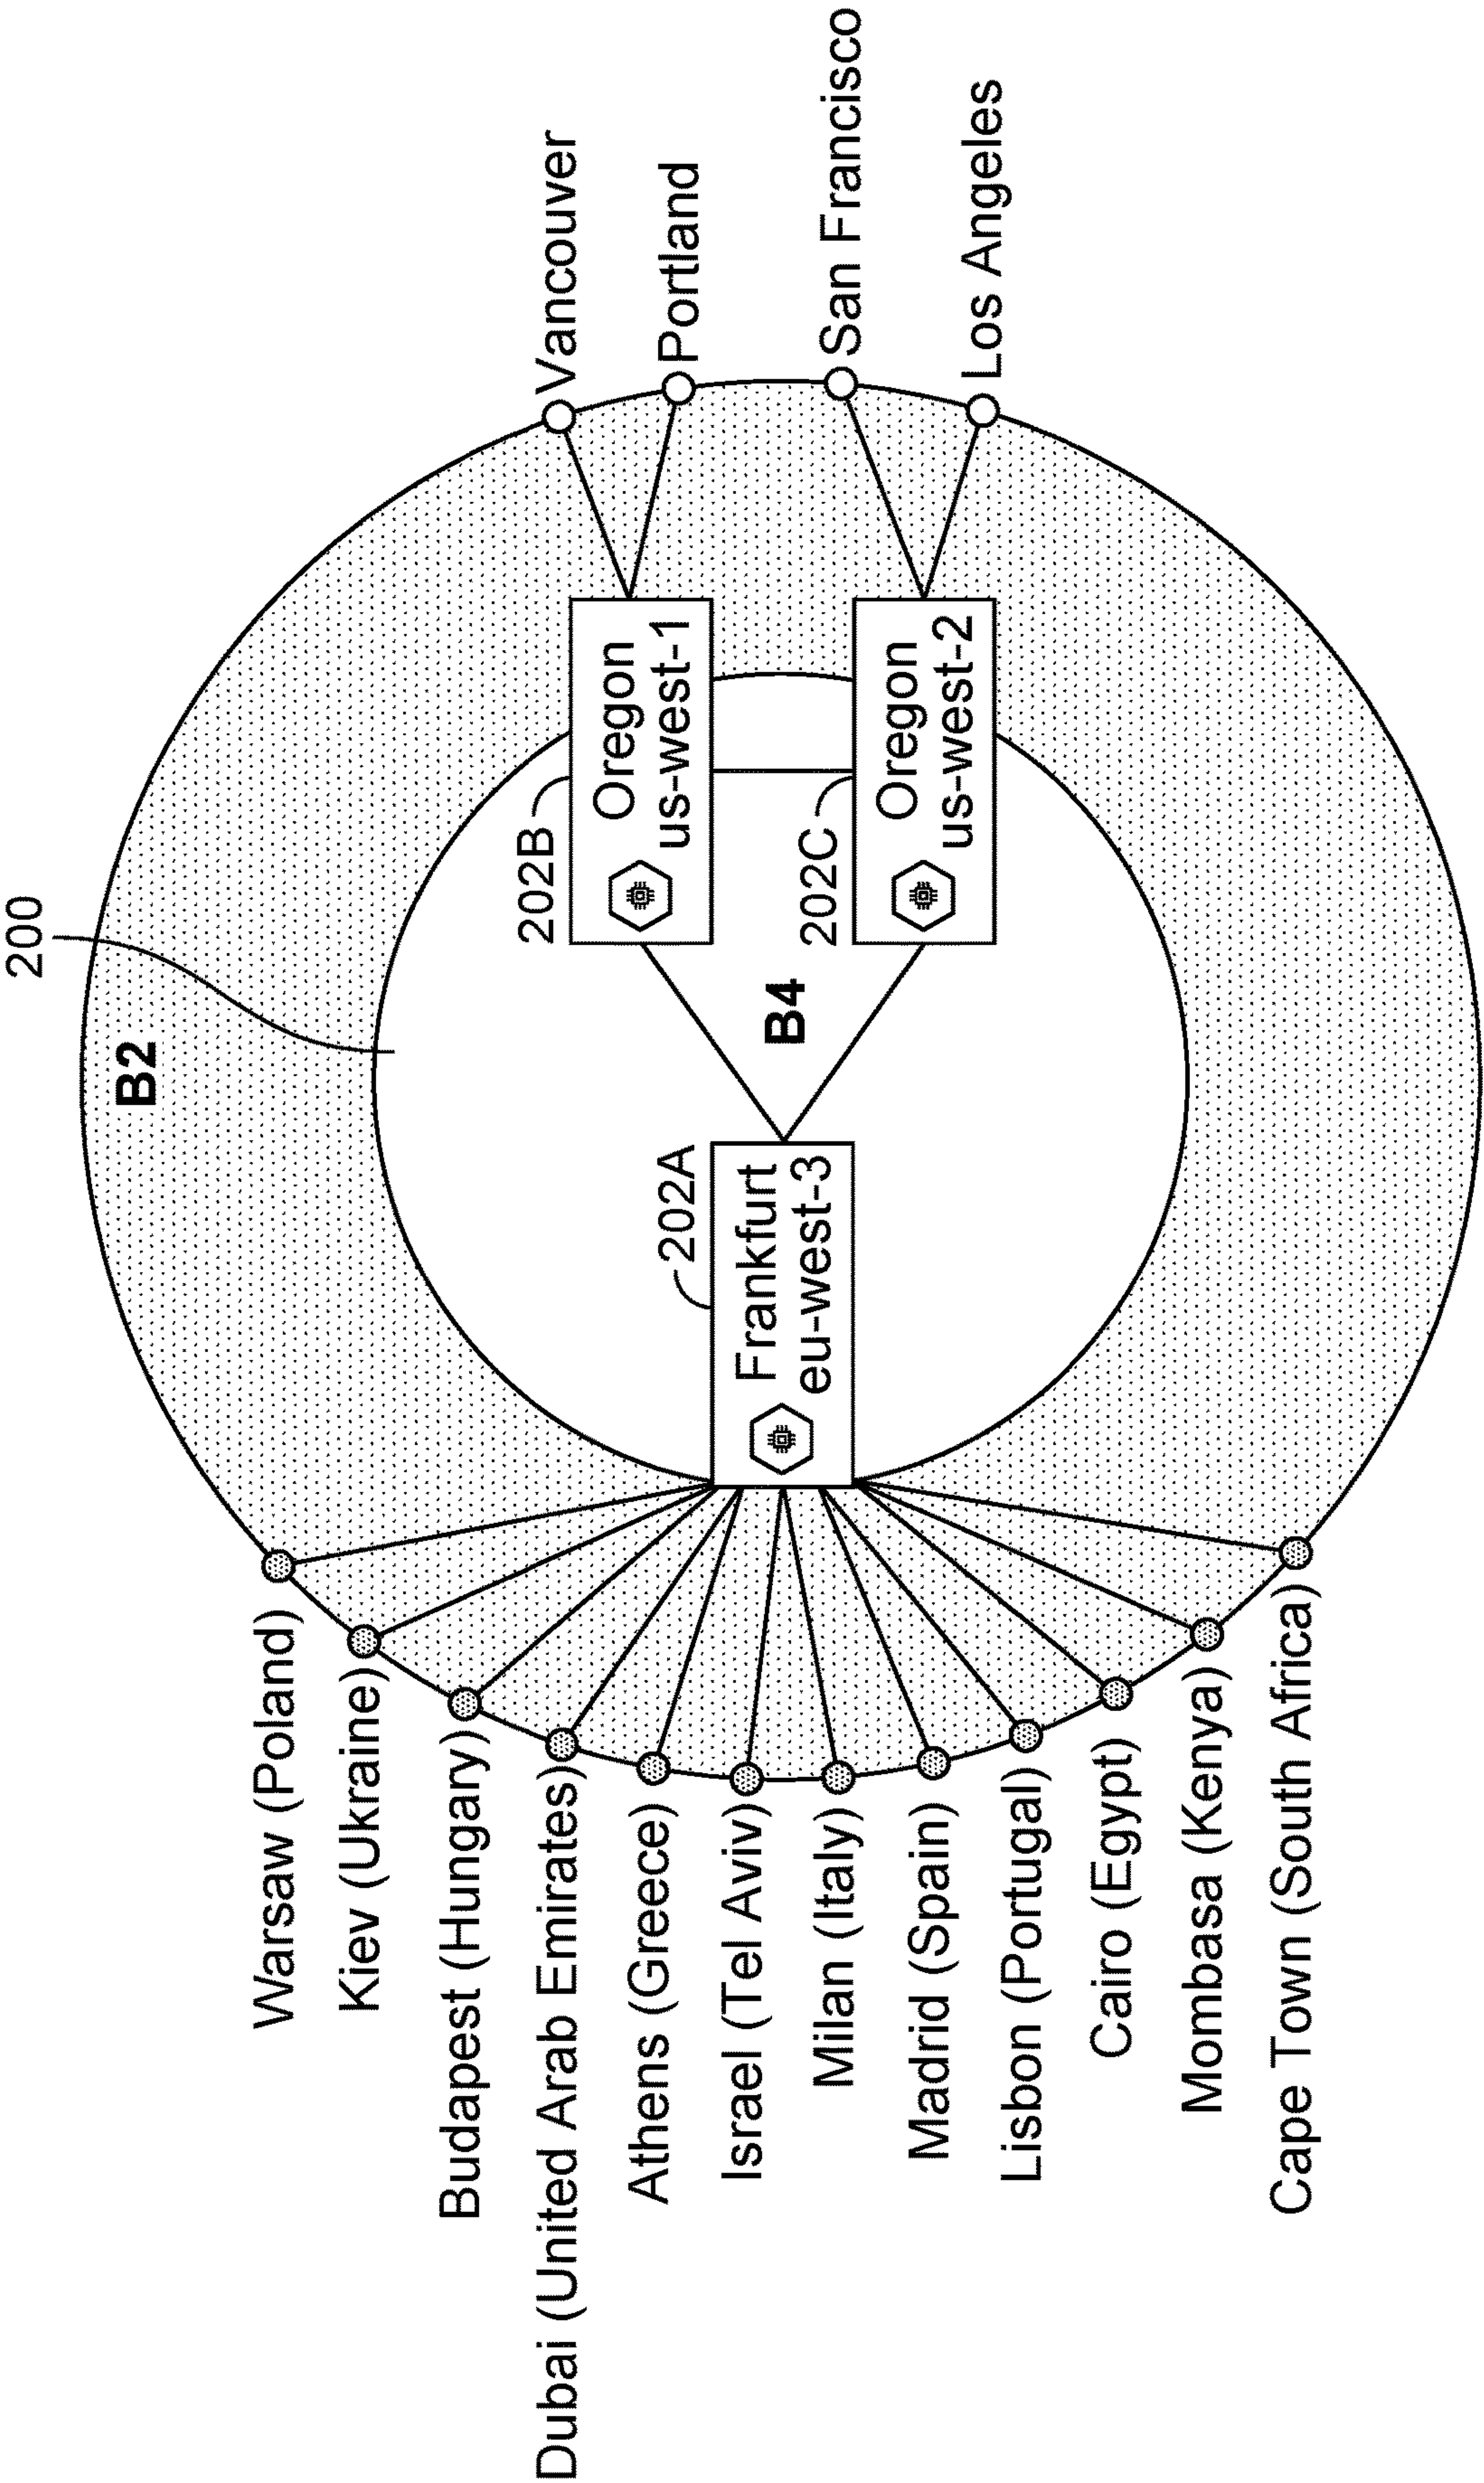 200
B2
Warsaw (Poland)
Kiev (Ukraine)
Budapest (Hungary)
Dubai (United Arab Emirates)
Athens (Greece)
Israel (Tel Aviv)
Milan (Italy)
Madrid (Spain)
Lisbon (Portugal)
Cairo (Egypt)
Mombasa (Kenya)
Cape Town (South Africa)
202A
Frankfurt
eu-west-3
B4
202B
Oregon
us-west-1
202C
Oregon
us-west-2
Vancouver
Portland
San Francisco
Los Angeles